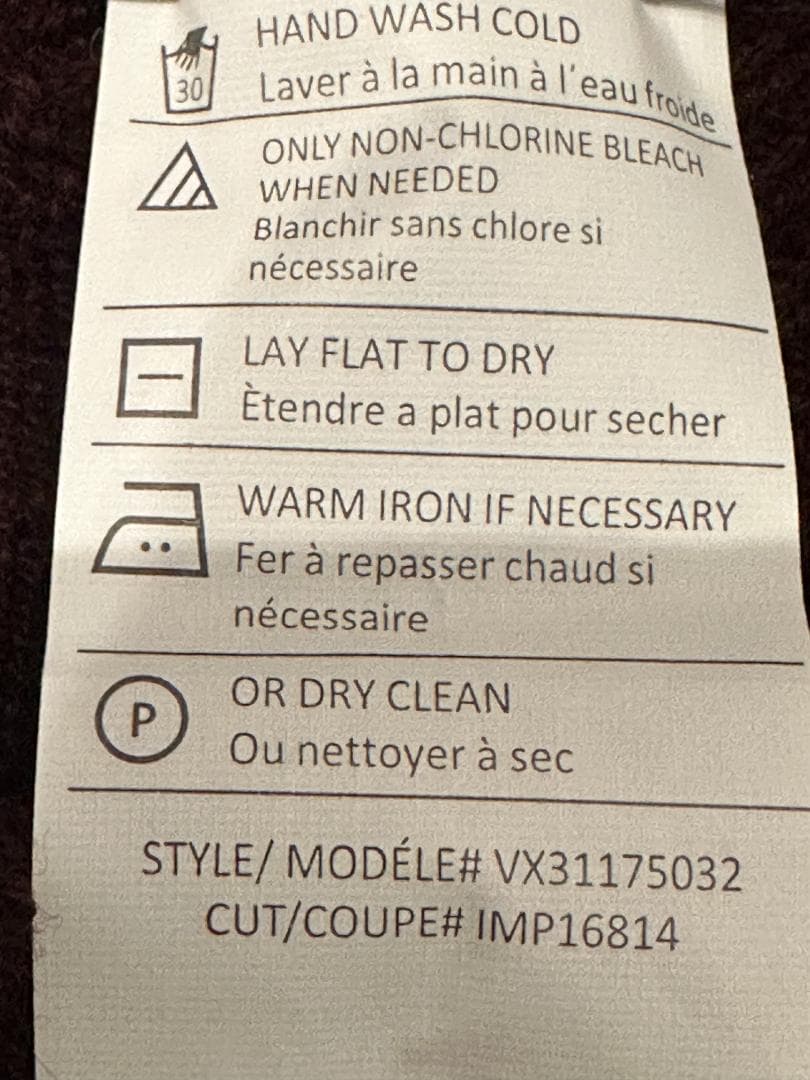 30 HAND WASH COLD
Laver à la main à l'eau froide
ONLY NON-CHLORINE BLEACH
WHEN NEEDED
Blanchir sans chlore si
nécessaire
LAY FLAT TO DRY
Ètendre a plat pour secher
WARM IRON IF NECESSARY
Fer à repasser chaud si
nécessaire
P OR DRY CLEAN
Ou nettoyer à sec
STYLE/ MODÉLE# VX31175032
CUT/COUPE# IMP16814